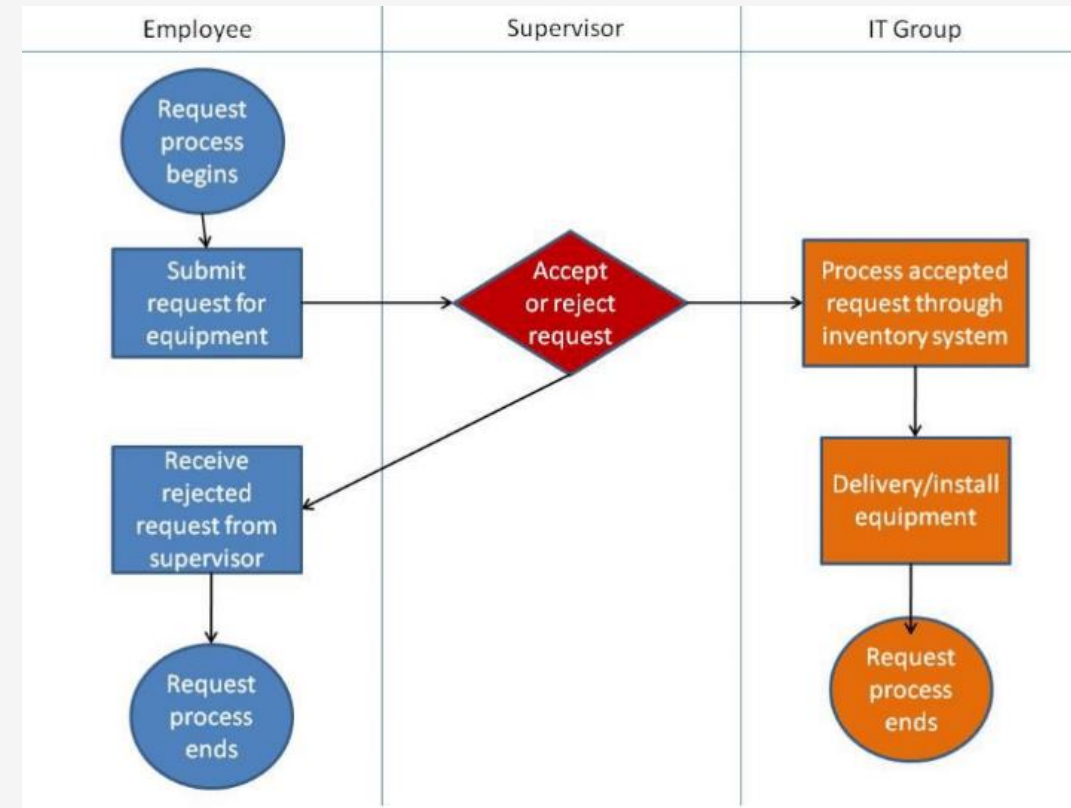 Employee
Supervisor
IT Group
Request
process
begins
Submit
request for
equipment
Accept
or reject
request
Process accepted
request through
inventory system
Receive
rejected
request from
supervisor
Delivery/install
equipment
Request
process
ends
Request
process
ends